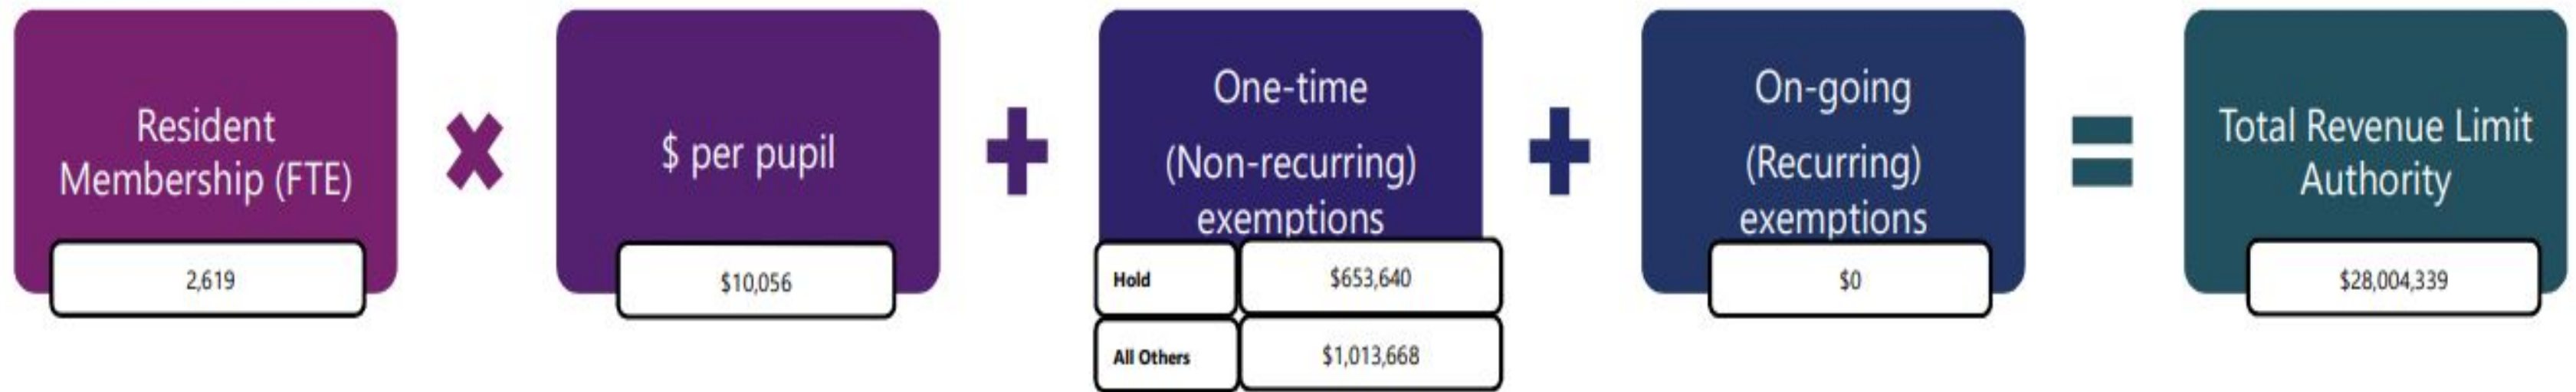 Resident
Membership (FTE)
2,619
$ per pupil
$10,056
One-time
(Non-recurring)
exemptions
Hold
$653,640
All Others
$1,013,668
On-going
(Recurring)
exemptions
$0
Total Revenue Limit
Authority
$28,004,339